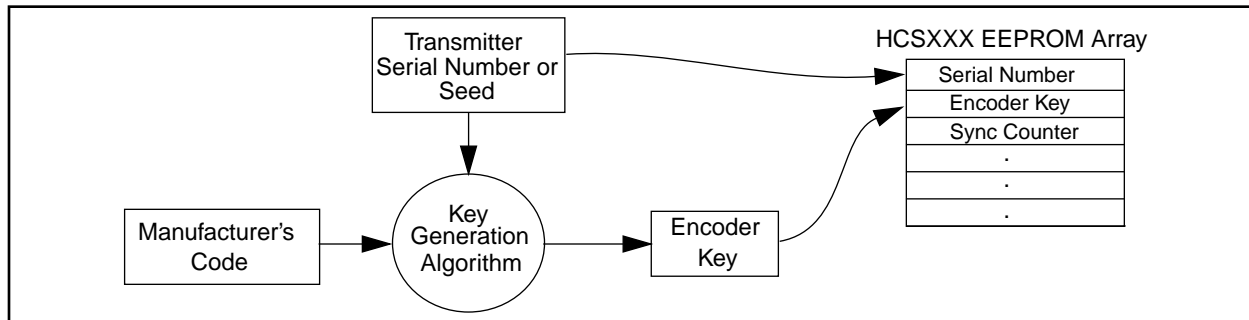 Transmitter
Serial Number or
Seed
HCSXXX EEPROM Array
Serial Number
Encoder Key
Sync Counter
.
.
.
Manufacturer's
Code
Key
Generation
Algorithm
Encoder
Key